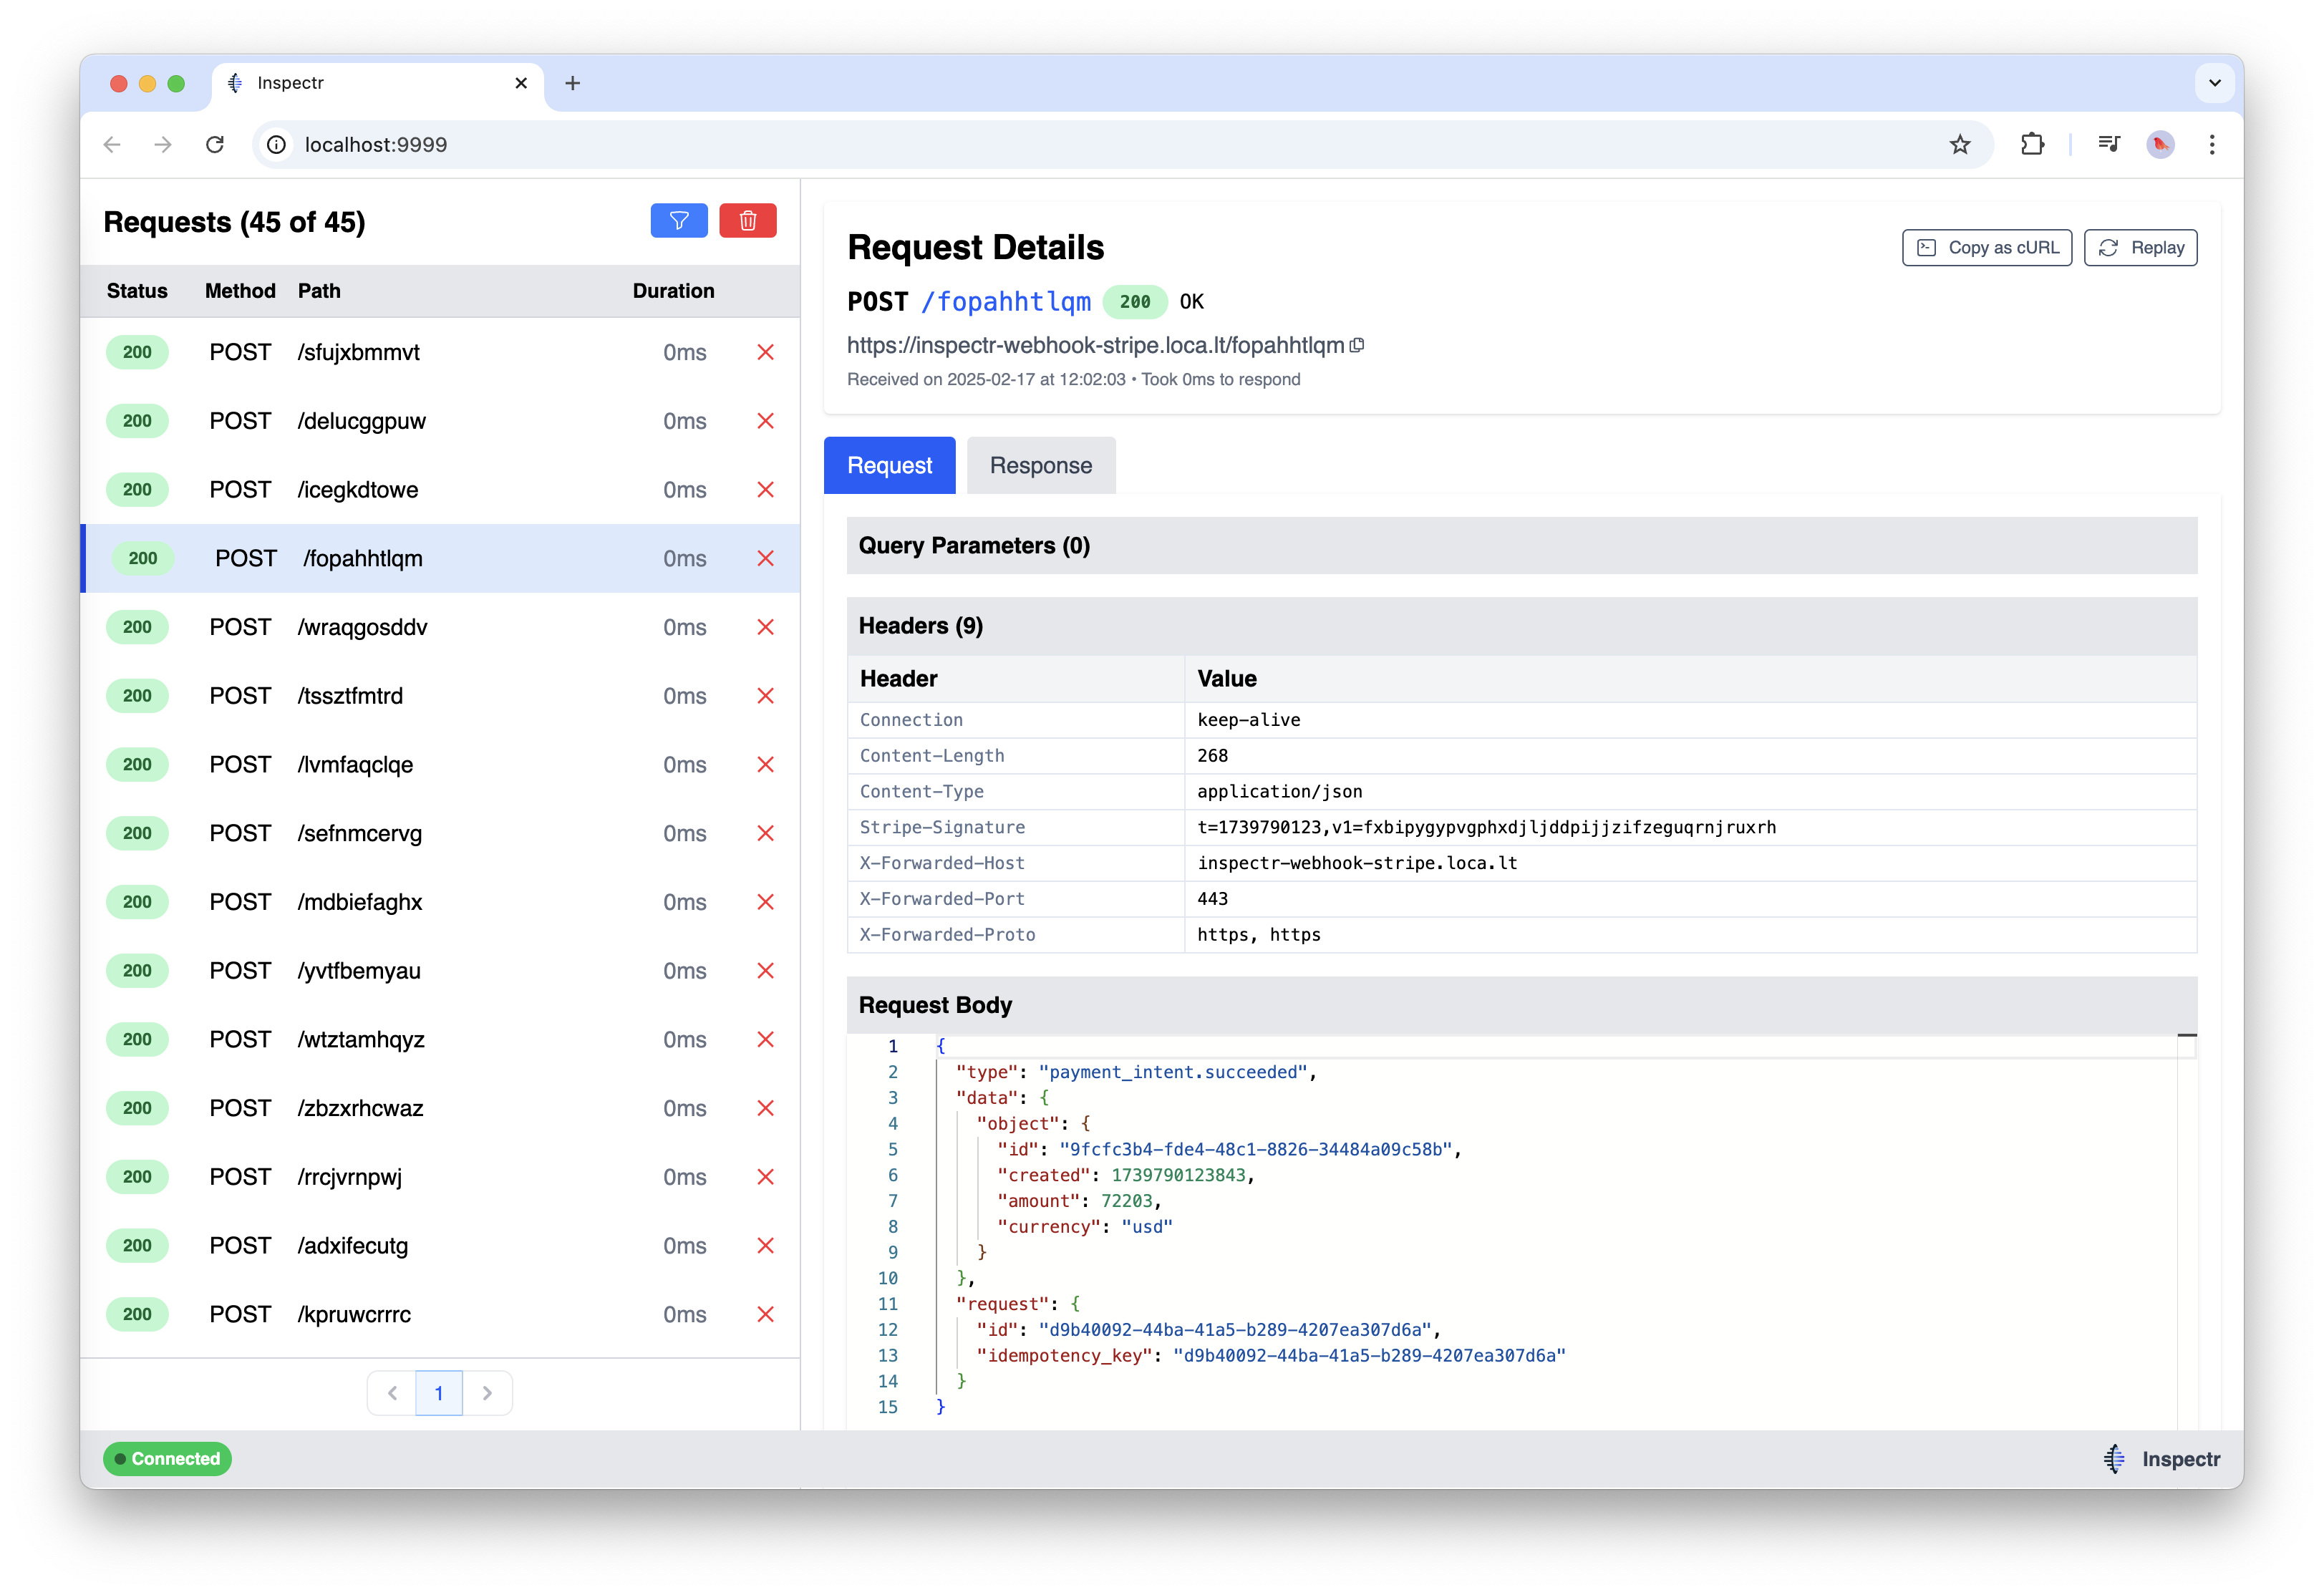 Inspectr
localhost:9999
Requests (45 of 45)
Status Method Path Duration
200 POST /sfujxbmmvt 0ms
200 POST /delucggpuw 0ms
200 POST /icegkdtowe 0ms
200 POST /fopahhtlqm 0ms
200 POST /wraqgosddv 0ms
200 POST /tssztfmtrd 0ms
200 POST /lvmfaqclqe 0ms
200 POST /sefnmcervg 0ms
200 POST /mdbiefaghx 0ms
200 POST /yvtfbemyau 0ms
200 POST /wtztamhqyz 0ms
200 POST /zbzxrhcwaz 0ms
200 POST /rrcjvrnpwj 0ms
200 POST /adxifecutg 0ms
200 POST /kpruwcrrrc 0ms
1
Request Details
Copy as cURL
Replay
POST /fopahhtlqm 200 OK
https://inspectr-webhook-stripe.loca.lt/fopahhtlqm
Received on 2025-02-17 at 12:02:03 • Took 0ms to respond
Request Response
Query Parameters (0)
Headers (9)
Header Value
Connection keep-alive
Content-Length 268
Content-Type application/json
Stripe-Signature t=1739790123,v1=fxbipygypvgphxdjljddpijjzifzeguqrnjruxrh
X-Forwarded-Host inspectr-webhook-stripe.loca.lt
X-Forwarded-Port 443
X-Forwarded-Proto https, https
Request Body
1 {
2 "type": "payment_intent.succeeded",
3 "data": {
4 "object": {
5 "id": "9fcfc3b4-fde4-48c1-8826-34484a09c58b",
6 "created": 1739790123843,
7 "amount": 72203,
8 "currency": "usd"
9 }
10 },
11 "request": {
12 "id": "d9b40092-44ba-41a5-b289-4207ea307d6a",
13 "idempotency_key": "d9b40092-44ba-41a5-b289-4207ea307d6a"
14 }
15 }
Connected
Inspectr